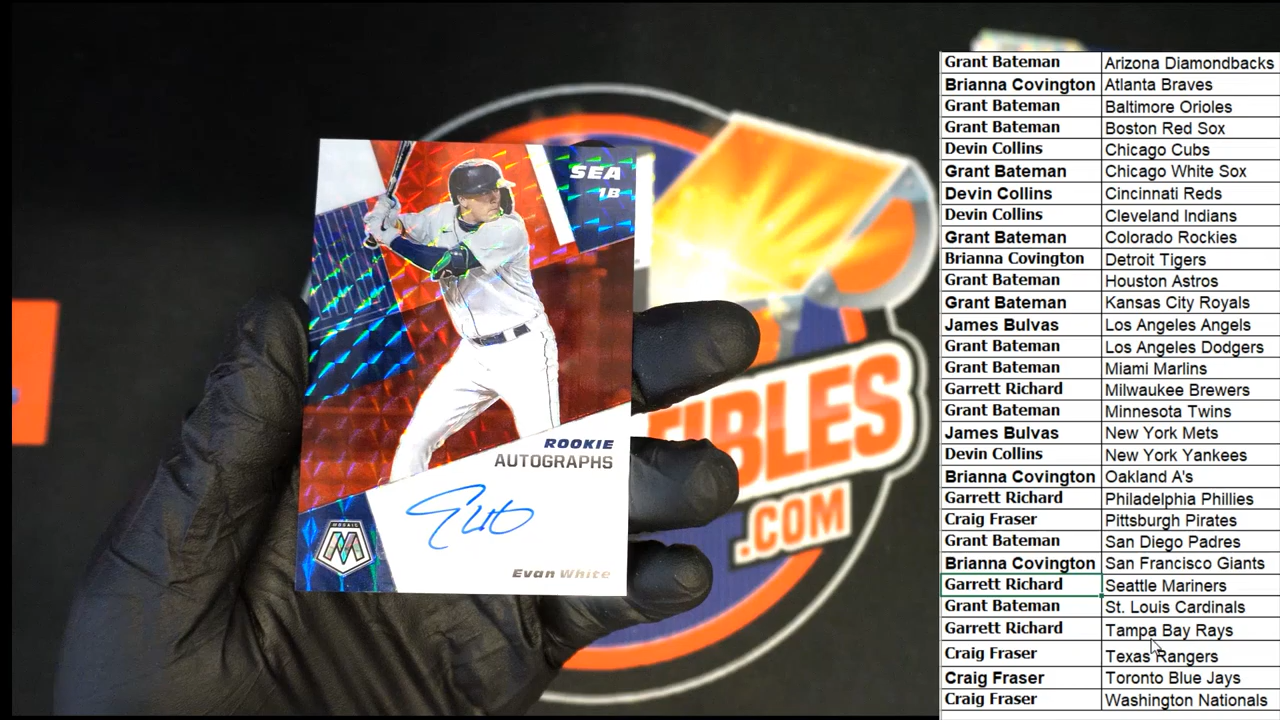 SEA
1B
ROOKIE
AUTOGRAPHS
MOSAIC
M
Evan White
IBLES
.COM
Grant Bateman Arizona Diamondbacks
Brianna Covington Atlanta Braves
Grant Bateman Baltimore Orioles
Grant Bateman Boston Red Sox
Devin Collins Chicago Cubs
Grant Bateman Chicago White Sox
Devin Collins Cincinnati Reds
Devin Collins Cleveland Indians
Grant Bateman Colorado Rockies
Brianna Covington Detroit Tigers
Grant Bateman Houston Astros
Grant Bateman Kansas City Royals
James Bulvas Los Angeles Angels
Grant Bateman Los Angeles Dodgers
Grant Bateman Miami Marlins
Garrett Richard Milwaukee Brewers
Grant Bateman Minnesota Twins
James Bulvas New York Mets
Devin Collins New York Yankees
Brianna Covington Oakland A's
Garrett Richard Philadelphia Phillies
Craig Fraser Pittsburgh Pirates
Grant Bateman San Diego Padres
Brianna Covington San Francisco Giants
Garrett Richard Seattle Mariners
Grant Bateman St. Louis Cardinals
Garrett Richard Tampa Bay Rays
Craig Fraser Texas Rangers
Craig Fraser Toronto Blue Jays
Craig Fraser Washington Nationals